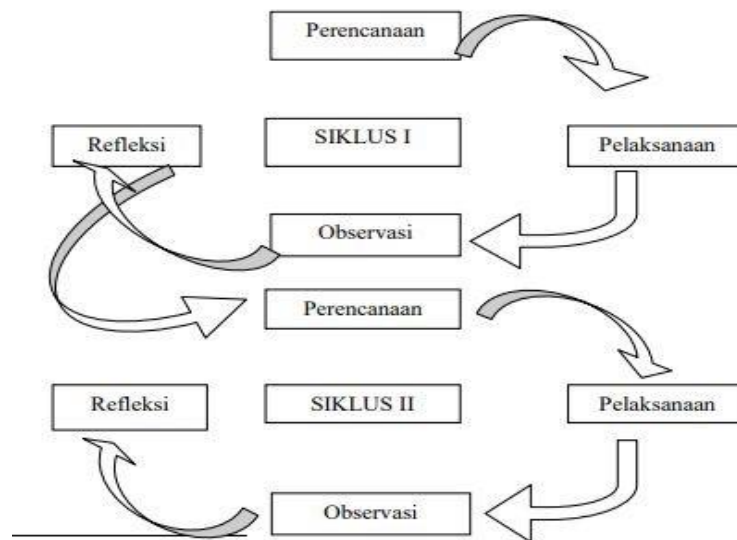 Perencanaan
Refleksi
SIKLUS I
Pelaksanaan
Observasi
Perencanaan
Refleksi
SIKLUS II
Pelaksanaan
Observasi